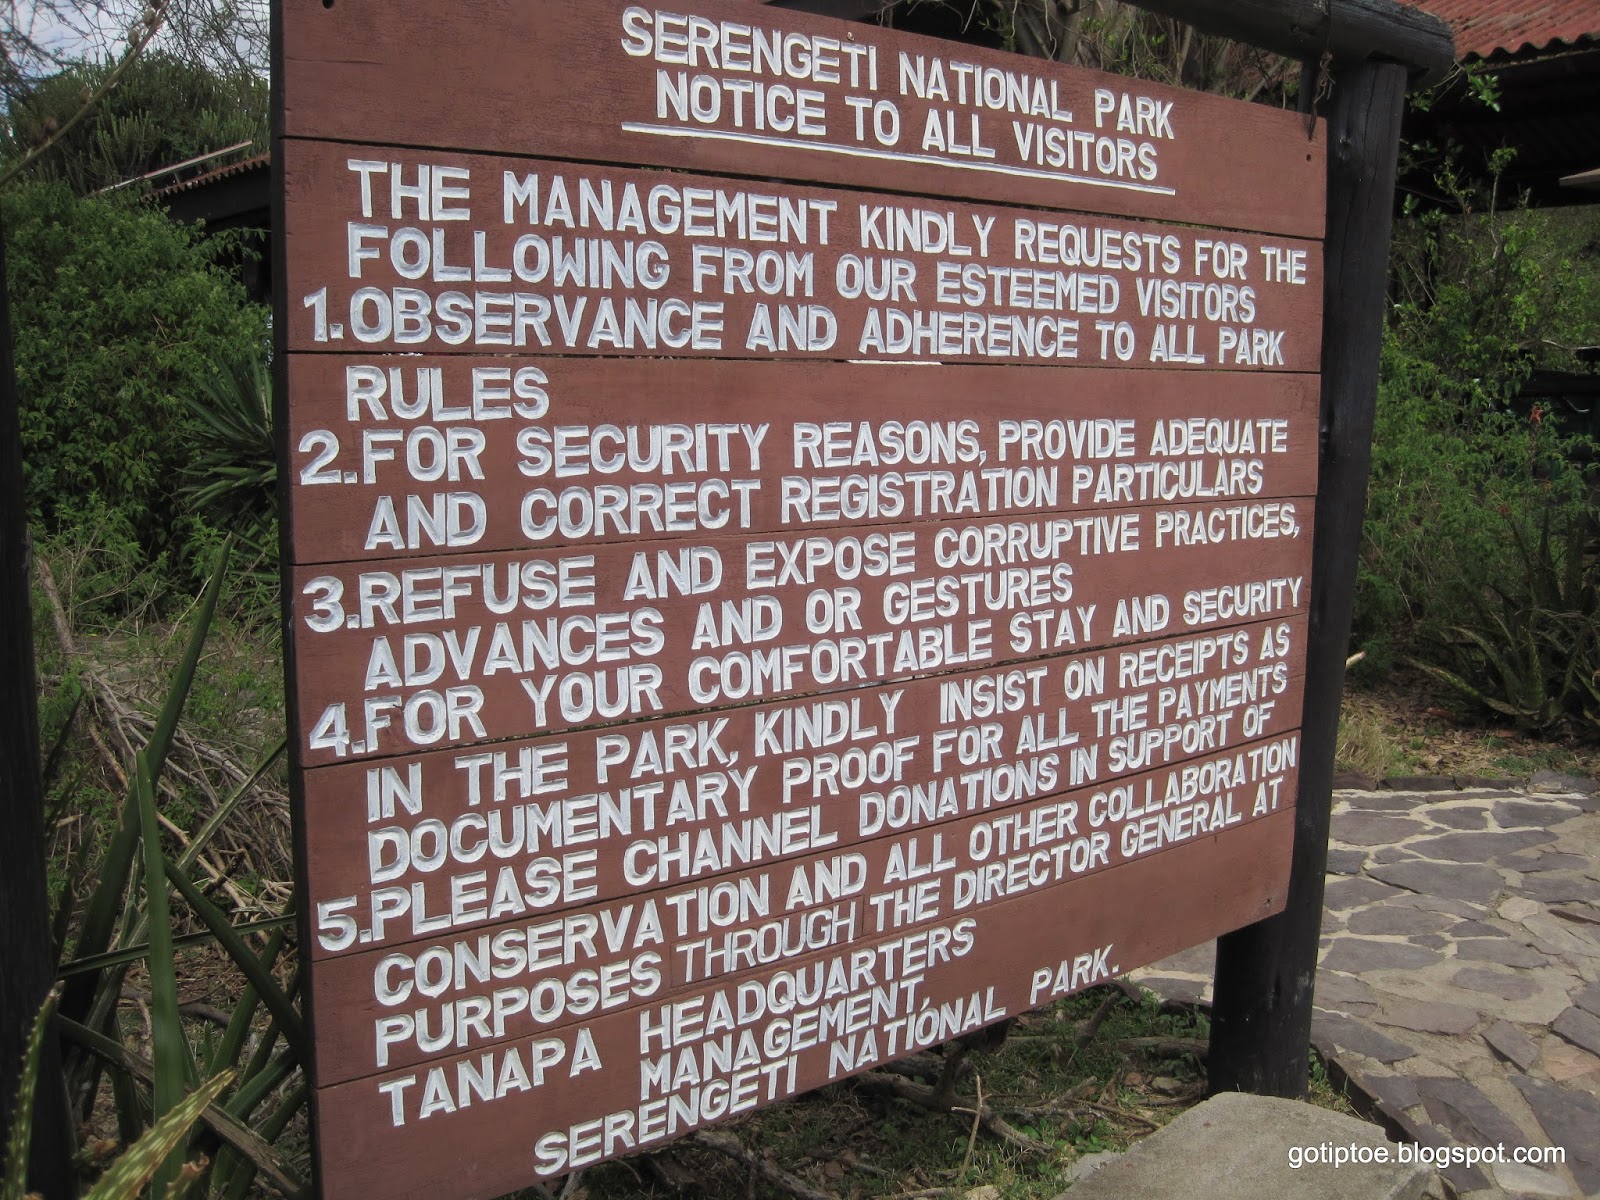 SERENGETI NATIONAL PARK
NOTICE TO ALL VISITORS
THE MANAGEMENT KINDLY REQUESTS FOR THE
FOLLOWING FROM OUR ESTEEMED VISITORS
1. OBSERVANCE AND ADHERENCE TO ALL PARK
RULES
2. FOR SECURITY REASONS, PROVIDE ADEQUATE
AND CORRECT REGISTRATION PARTICULARS
3. REFUSE AND EXPOSE CORRUPTIVE PRACTICES,
ADVANCES AND OR GESTURES
4. FOR YOUR COMFORTABLE STAY AND SECURITY
IN THE PARK, KINDLY INSIST ON RECEIPTS AS
DOCUMENTARY PROOF FOR ALL THE PAYMENTS
5. PLEASE CHANNEL DONATIONS IN SUPPORT OF
CONSERVATION AND ALL OTHER COLLABORATION
PURPOSES THROUGH THE DIRECTOR GENERAL AT
TANAPA HEADQUARTERS
MANAGEMENT,
SERENGETI NATIONAL PARK.
gotiptoe.blogspot.com